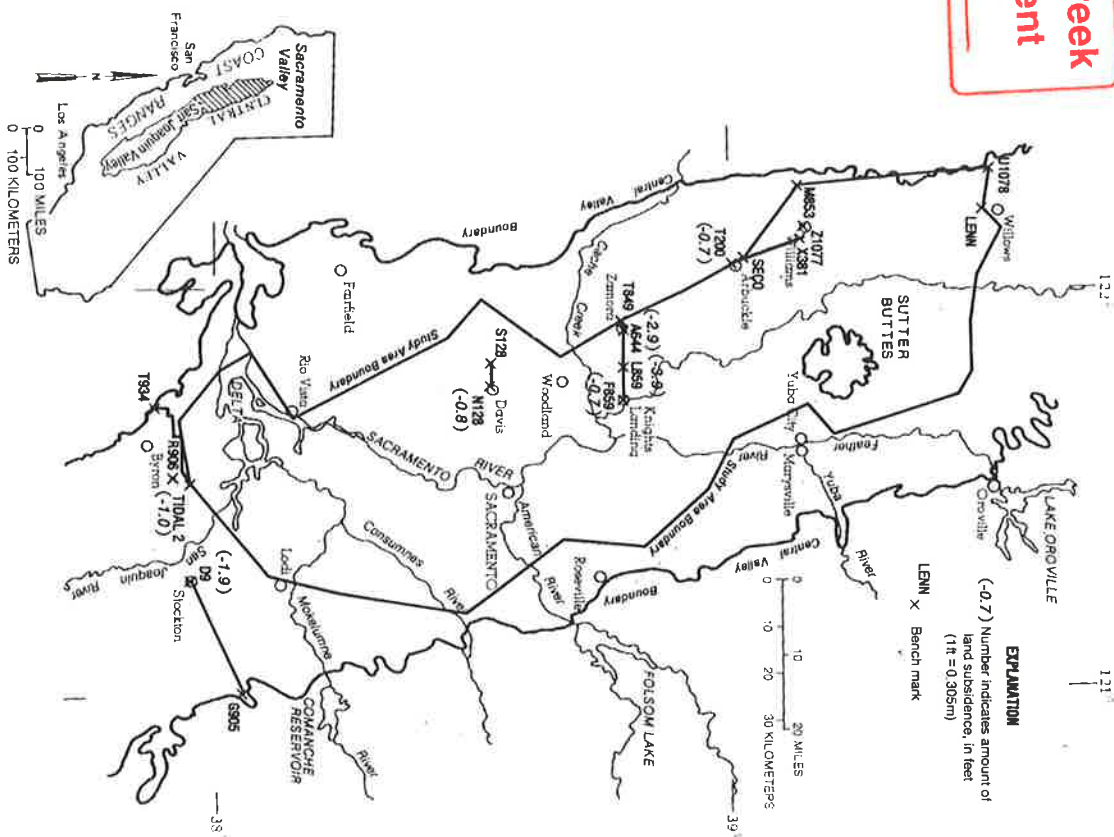 eek
ent
EXPLANATION
(-0.7) Number indicates amount of
land subsidence, in feet
(1ft = 0.305m)
LENN × Bench mark
0 10 20 MILES
0 10 20 30 KILOMETERS
LAKE OROVILLE
Oroville
U1078
Willows
LENN
SUTTER
BUTTES
M853
Z1077
X381
Williams
SECO
Arbuckle
T200
(-0.7)
Yuba City
Marysville
Feather
River
Yuba
River
Central
Valley
Boundary
Central
Valley
Boundary
Study Area Boundary
Study Area Boundary
Cache
Creek
Zamora
T849
A644
L859
F859
(-2.9)
(-3.9)
(-0.7)
Knights
Landing
Woodland
S128
N128
Davis
(-0.8)
Fairfield
Rio Vista
DELTA
SACRAMENTO
RIVER
SACRAMENTO
American
River
Roseville
FOLSOM LAKE
Consumnes
River
Mokelumne
River
COMANCHE
RESERVOIR
Lodi
T934
R906
Byron
TIDAL 2
(-1.0)
(-1.9)
D9
Stockton
San
Joaquin
River
G905
38
39
121
Sacramento
Valley
San
Francisco
COAST
RANGES
CENTRAL
VALLEY
San Joaquin Valley
N
Los Angeles
0 100 MILES
0 100 KILOMETERS